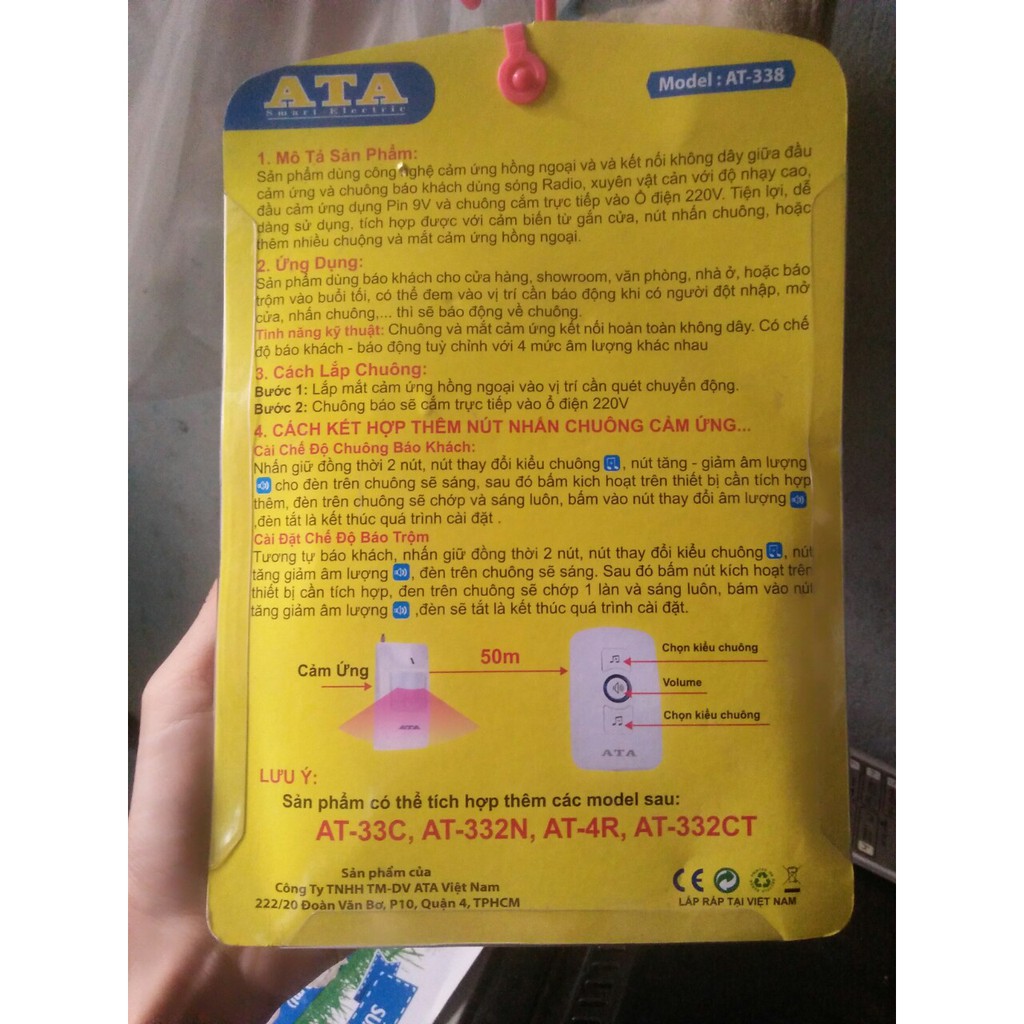 ATA
Smart Electric
Model : AT-338
1. Mô Tả Sản Phẩm:
Sản phẩm dùng công nghệ cảm ứng hồng ngoại và và kết nối không dây giữa đầu
cảm ứng và chuông báo khách dùng sóng Radio, xuyên vật cản với độ nhạy cao,
đầu cảm ứng dụng Pin 9V và chuông cắm trực tiếp vào Ổ điện 220V. Tiện lợi, dễ
dàng sử dụng, tích hợp được với cảm biến từ gắn cửa, nút nhấn chuông, hoặc
thêm nhiều chuộng và mắt cảm ứng hồng ngoại.
2. Ứng Dụng:
Sản phẩm dùng báo khách cho cửa hàng, showroom, văn phòng, nhà ở, hoặc báo
trộm vào buổi tối, có thể đem vào vị trí cần báo động khi có người đột nhập, mở
cửa, nhấn chuông,... thì sẽ báo động về chuông.
Tính năng kỹ thuật: Chuông và mắt cảm ứng kết nối hoàn toàn không dây. Có chế
độ báo khách - báo động tuỳ chỉnh với 4 mức âm lượng khác nhau
3. Cách Lắp Chuông:
Bước 1: Lắp mắt cảm ứng hồng ngoại vào vị trí cần quét chuyển động.
Bước 2: Chuông báo sẽ cắm trực tiếp vào ổ điện 220V
4. CÁCH KẾT HỢP THÊM NÚT NHẤN CHUÔNG CẢM ỨNG...
Cài Chế Độ Chuông Báo Khách:
Nhấn giữ đồng thời 2 nút, nút thay đổi kiểu chuông , nút tăng - giảm âm lượng
cho đèn trên chuông sẽ sáng, sau đó bấm kich hoạt trên thiết bị cần tích hợp
thêm, đèn trên chuông sẽ chớp và sáng luôn, bấm vào nút thay đổi âm lượng
,đèn tắt là kết thúc quá trình cài đặt .
Cài Đặt Chế Độ Báo Trộm
Tương tự báo khách, nhấn giữ đồng thời 2 nút, nút thay đổi kiểu chuông , nút
tăng giảm âm lượng , đèn trên chuông sẽ sáng. Sau đó bấm nút kích hoạt trên
thiết bị cần tích hợp, đen trên chuông sẽ chớp 1 làn và sáng luôn, bám vào nút
tăng giảm âm lượng ,đèn sẽ tắt là kết thúc quá trình cài đặt.
Cảm Ứng
50m
Chọn kiểu chuông
Volume
Chọn kiểu chuông
ATA
ATA
LƯU Ý:
Sản phẩm có thể tích hợp thêm các model sau:
AT-33C, AT-332N, AT-4R, AT-332CT
Sản phẩm của
Công Ty TNHH TM-DV ATA Việt Nam
222/20 Đoàn Văn Bơ, P10, Quận 4, TPHCM
CE
LẮP RÁP TẠI VIỆT NAM